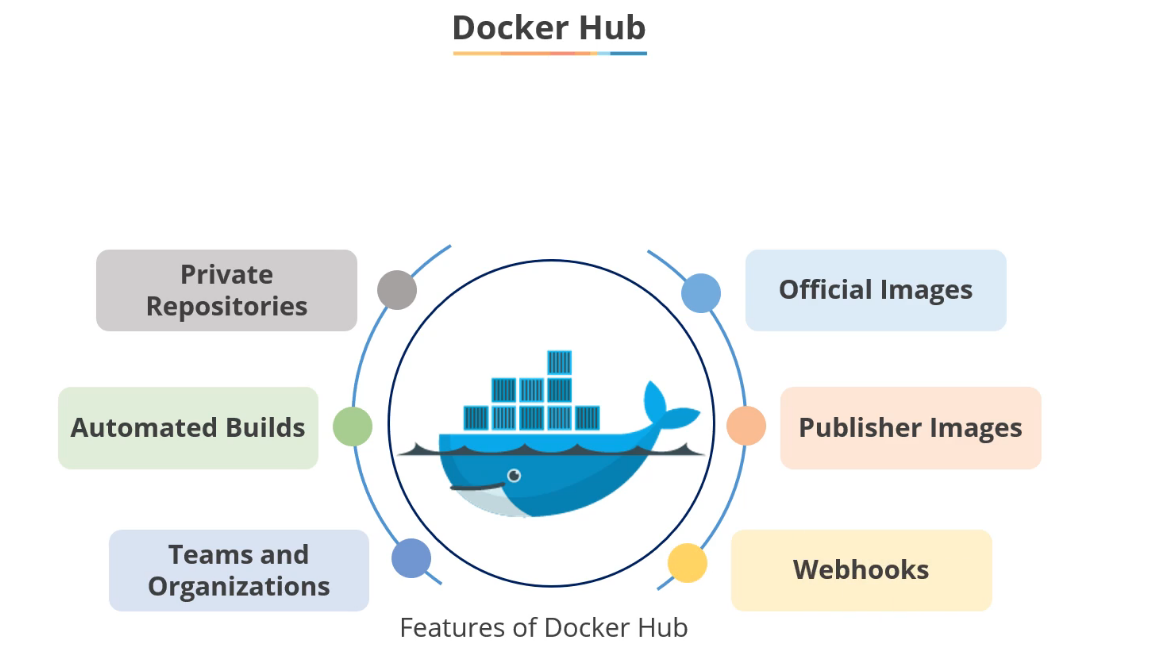 Docker Hub
Private
Repositories
Official Images
Automated Builds
Publisher Images
Teams and
Organizations
Webhooks
Features of Docker Hub